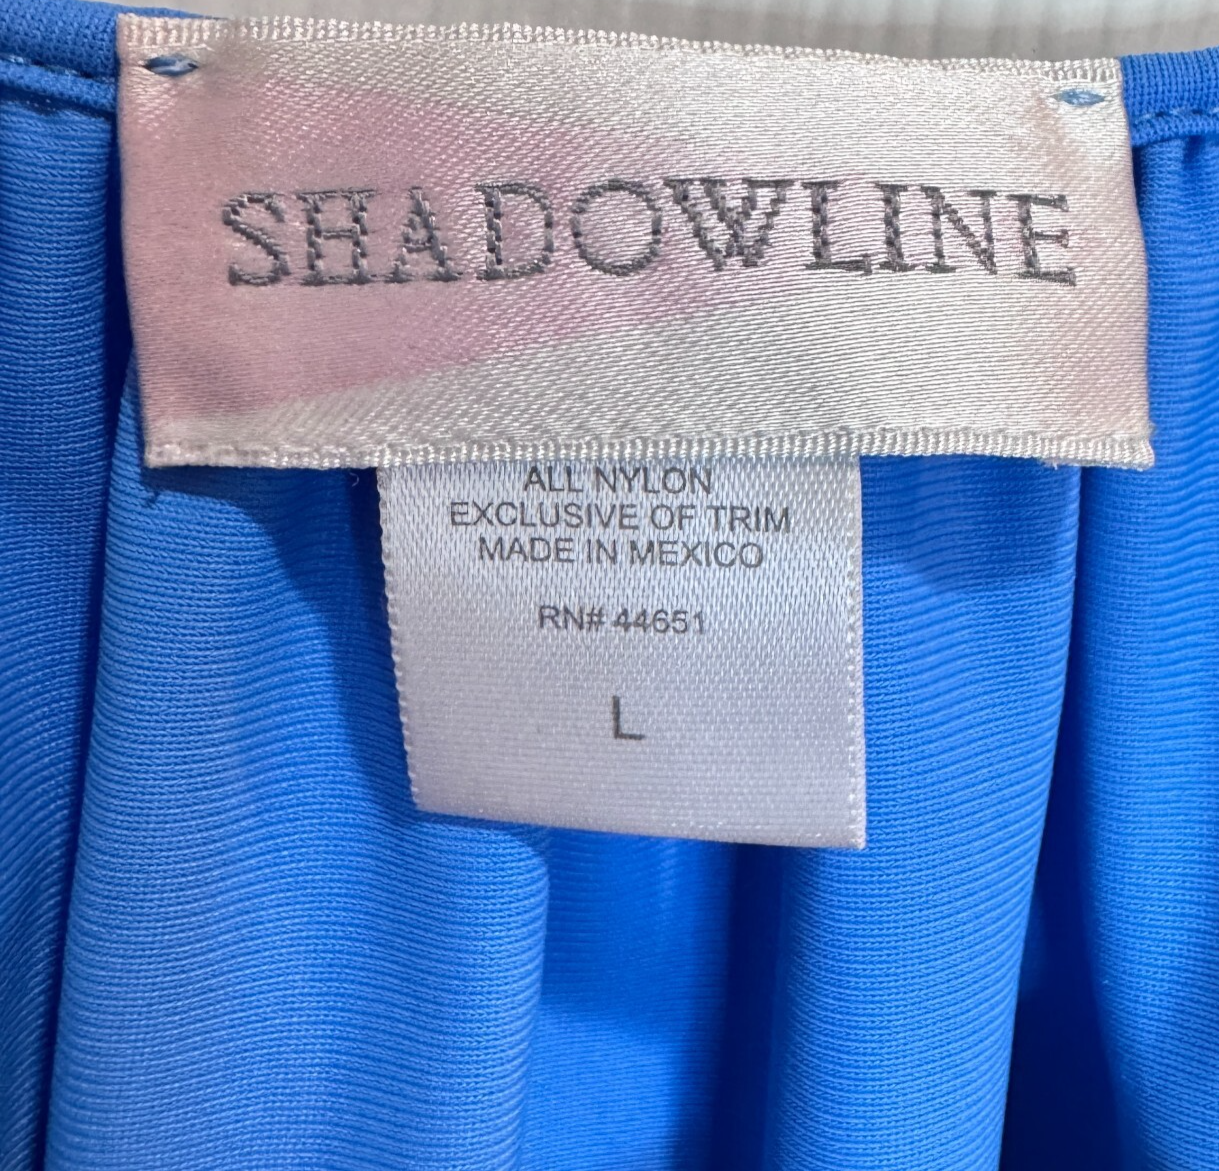 SHADOWLINE
ALL NYLON
EXCLUSIVE OF TRIM
MADE IN MEXICO
RN# 44651
L